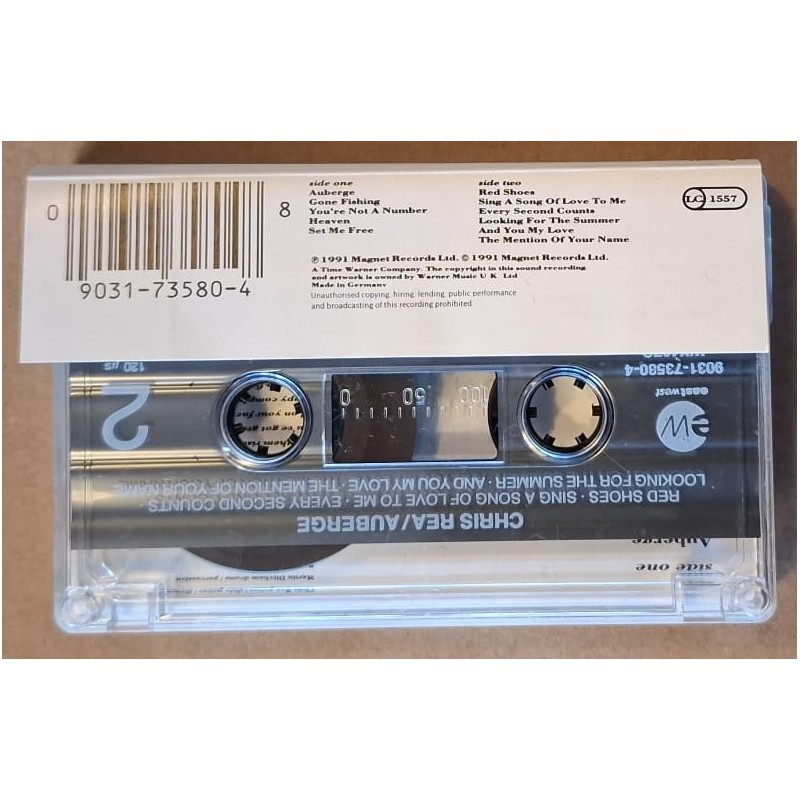 side one
Auberge
Gone Fishing
You're Not A Number
Heaven
Set Me Free
side two
Red Shoes
Sing A Song Of Love To Me
Every Second Counts
Looking For The Summer
And You My Love
The Mention Of Your Name
LC 1557
0
8
9031-73580-4
℗ 1991 Magnet Records Ltd. © 1991 Magnet Records Ltd.
A Time Warner Company. The copyright in this sound recording
and artwork is owned by Warner Music U K Ltd
Made in Germany
Unauthorised copying, hiring, lending, public performance
and broadcasting of this recording prohibited
CHRIS REA/AUBERGE
RED SHOES · SING A SONG OF LOVE TO ME · EVERY SECOND COUNTS ·
LOOKING FOR THE SUMMER · AND YOU MY LOVE · THE MENTION OF YOUR NAME
100 50 0
2
eastwest
9031-73580-4
120 µs
side one
Auberge